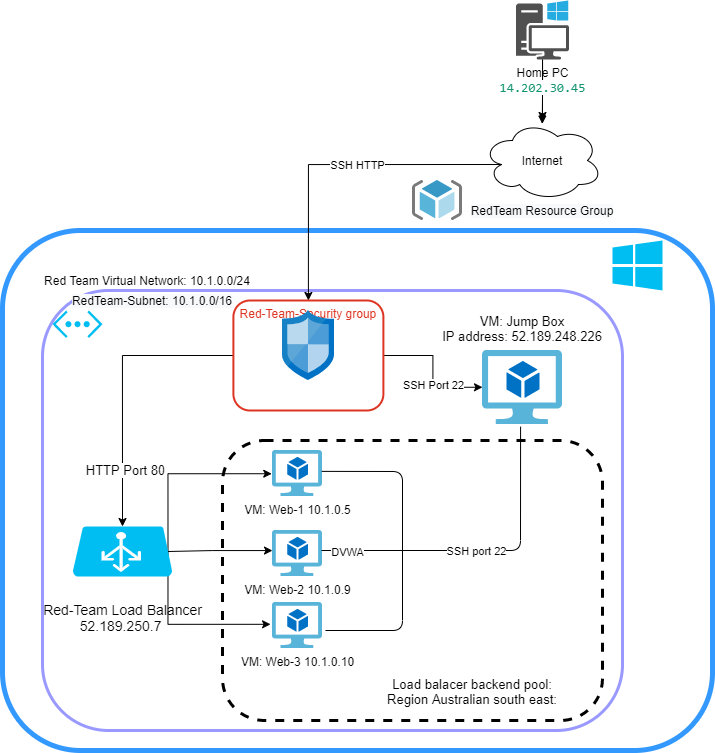 Home PC
14.202.30.45
Internet
SSH HTTP
RedTeam Resource Group
Red Team Virtual Network: 10.1.0.0/24
RedTeam-Subnet: 10.1.0.0/16
Red-Team-Security group
VM: Jump Box
IP address: 52.189.248.226
SSH Port 22
HTTP Port 80
VM: Web-1 10.1.0.5
DVWA
SSH port 22
VM: Web-2 10.1.0.9
Red-Team Load Balancer
52.189.250.7
VM: Web-3 10.1.0.10
Load balacer backend pool:
Region Australian south east: